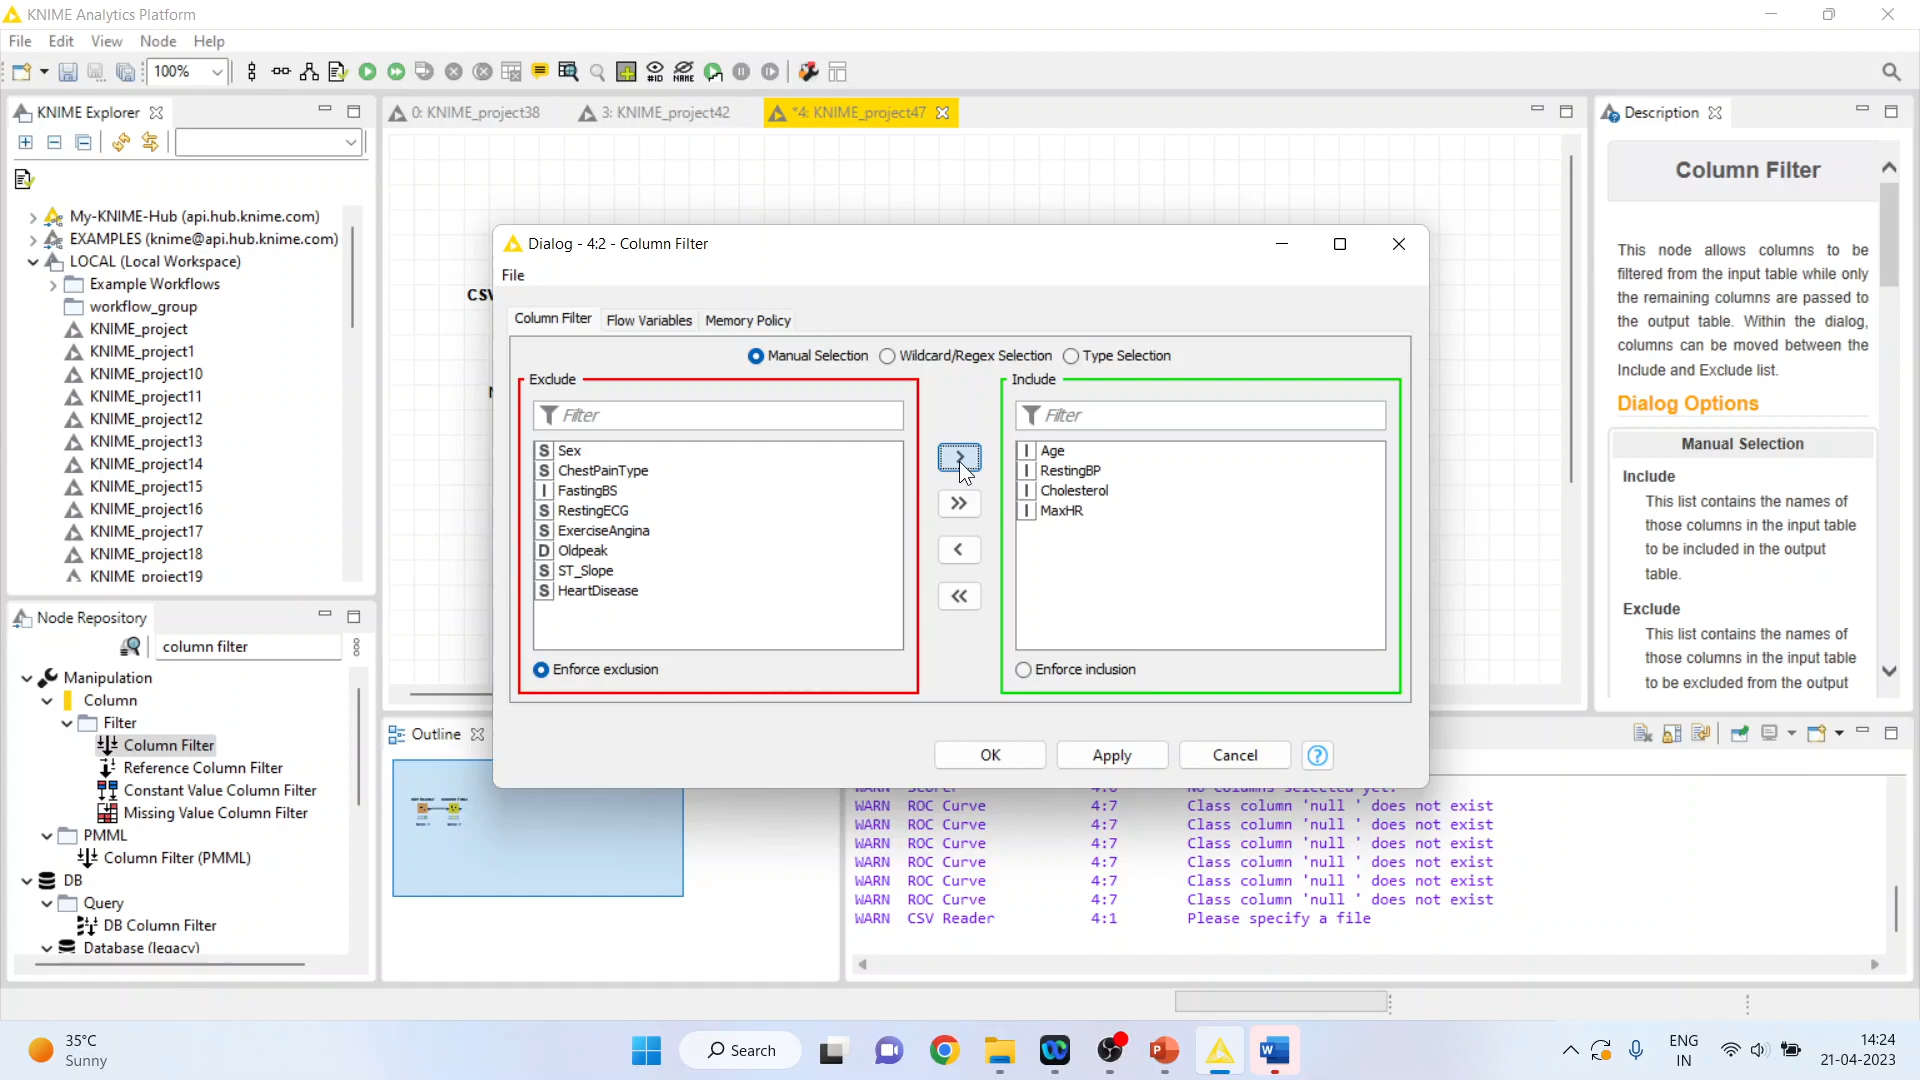 KNIME Analytics Platform
File Edit View Node Help
100%
KNIME Explorer
0: KNIME_project38
3: KNIME_project42
*4: KNIME_project47
Description
My-KNIME-Hub (api.hub.knime.com)
EXAMPLES (knime@api.hub.knime.com)
LOCAL (Local Workspace)
Example Workflows
workflow_group
KNIME_project
KNIME_project1
KNIME_project10
KNIME_project11
KNIME_project12
KNIME_project13
KNIME_project14
KNIME_project15
KNIME_project16
KNIME_project17
KNIME_project18
KNIME_project19
Node Repository
column filter
Manipulation
Column
Filter
Column Filter
Reference Column Filter
Constant Value Column Filter
Missing Value Column Filter
PMML
Column Filter (PMML)
DB
Query
DB Column Filter
Database (legacy)
CSV
Dialog - 4:2 - Column Filter
File
Column Filter Flow Variables Memory Policy
Manual Selection Wildcard/Regex Selection Type Selection
Exclude
Filter
S Sex
S ChestPainType
I FastingBS
S RestingECG
S ExerciseAngina
D Oldpeak
S ST_Slope
S HeartDisease
Enforce exclusion
Include
Filter
I Age
I RestingBP
I Cholesterol
I MaxHR
Enforce inclusion
OK Apply Cancel
Outline
WARN ROC Curve 4:7 Class column 'null ' does not exist
WARN ROC Curve 4:7 Class column 'null ' does not exist
WARN ROC Curve 4:7 Class column 'null ' does not exist
WARN ROC Curve 4:7 Class column 'null ' does not exist
WARN ROC Curve 4:7 Class column 'null ' does not exist
WARN ROC Curve 4:7 Class column 'null ' does not exist
WARN CSV Reader 4:1 Please specify a file
Column Filter
This node allows columns to be
filtered from the input table while only
the remaining columns are passed to
the output table. Within the dialog,
columns can be moved between the
Include and Exclude list.
Dialog Options
Manual Selection
Include
This list contains the names of
those columns in the input table
to be included in the output
table.
Exclude
This list contains the names of
those columns in the input table
to be excluded from the output
35°C
Sunny
Search
ENG
IN
14:24
21-04-2023